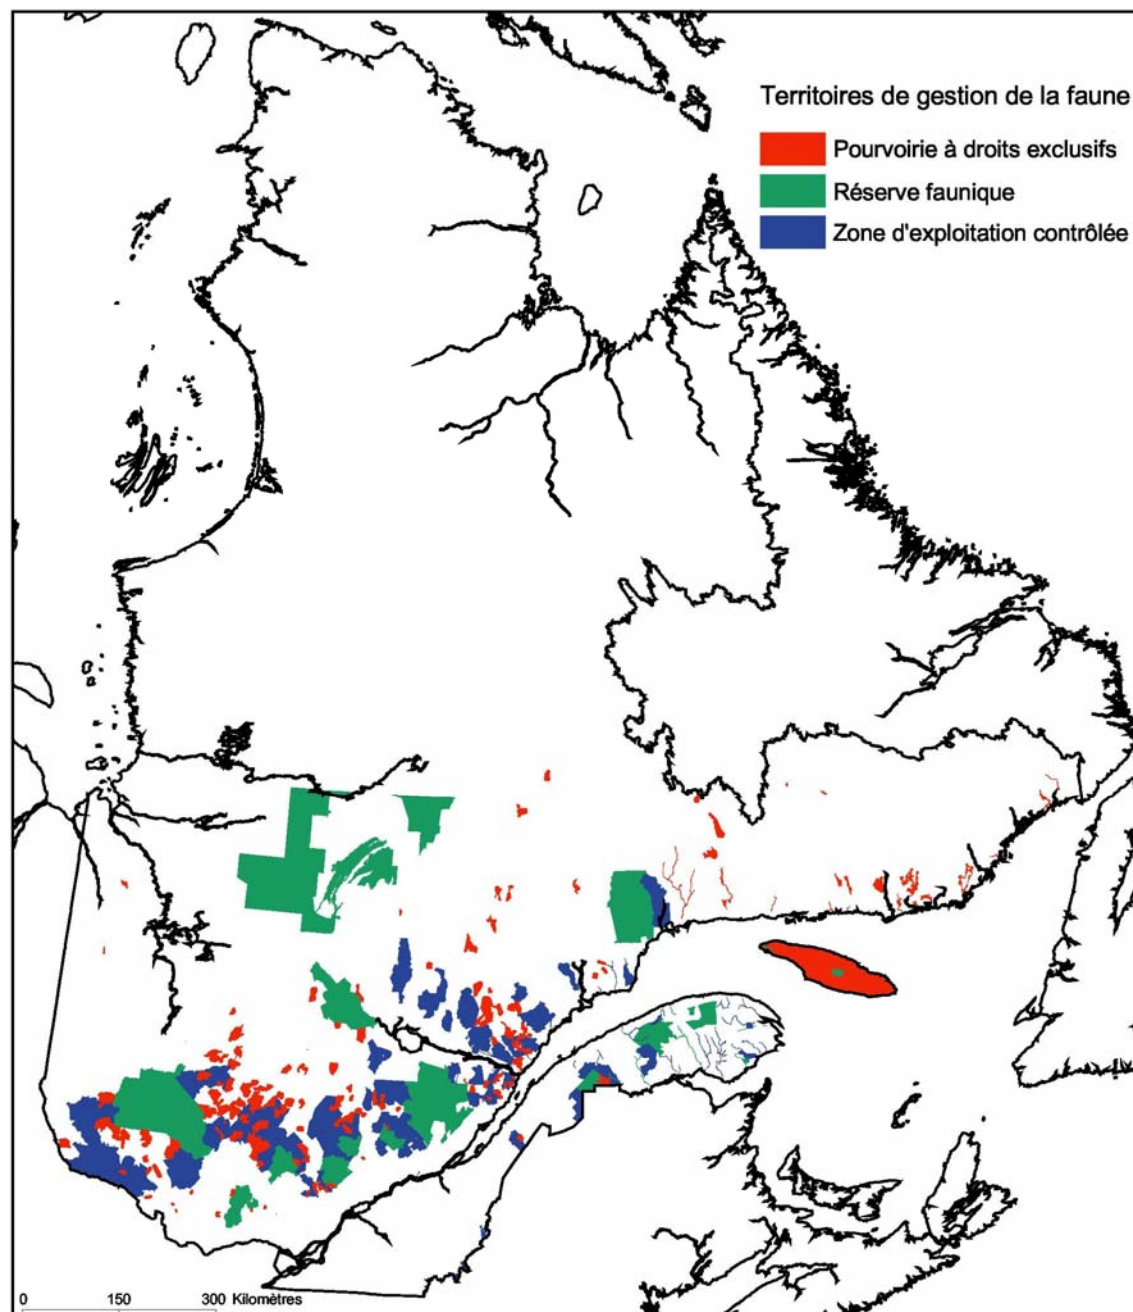 Territoires de gestion de la faune
Pourvoirie à droits exclusifs
Réserve faunique
Zone d'exploitation contrôlée
0 150 300 Kilomètres